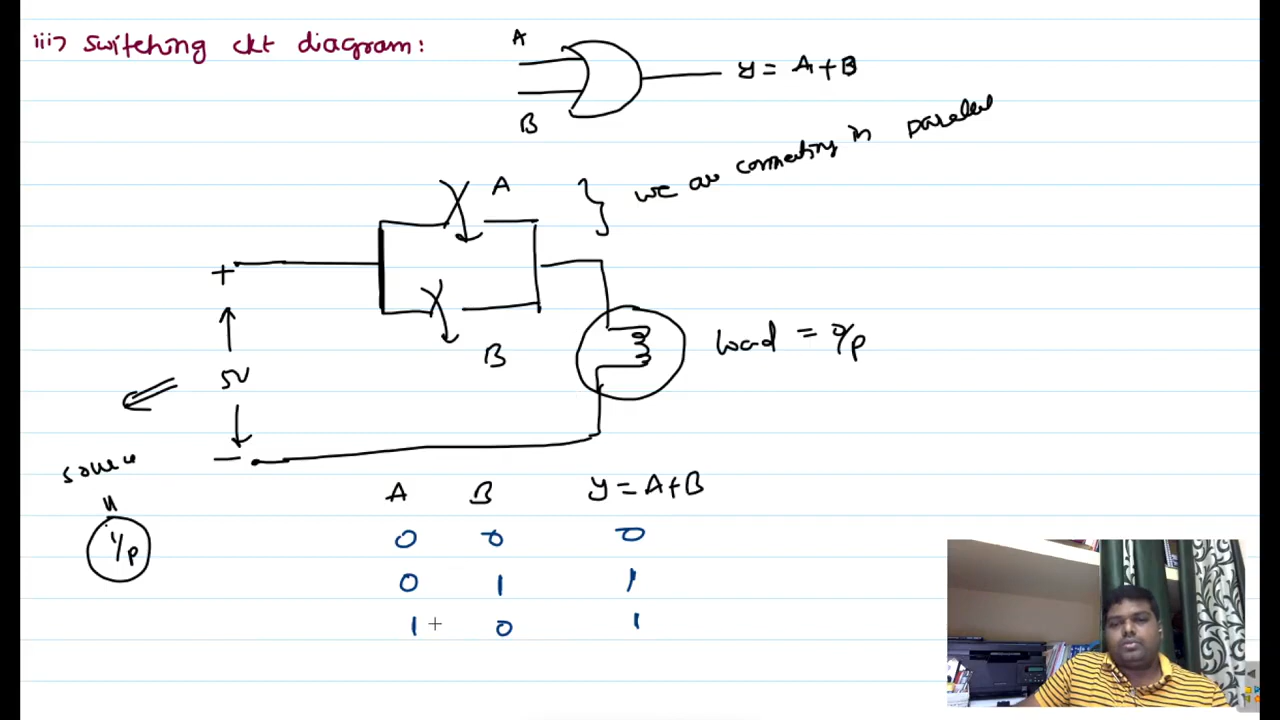 iii) Switching ckt diagram:
A
B
Y = A+B
we are connecting in parallel
A
B
+
5V
-
load = o/p
source
i/p
A B Y = A+B
0 0 0
0 1 1
1 0 1